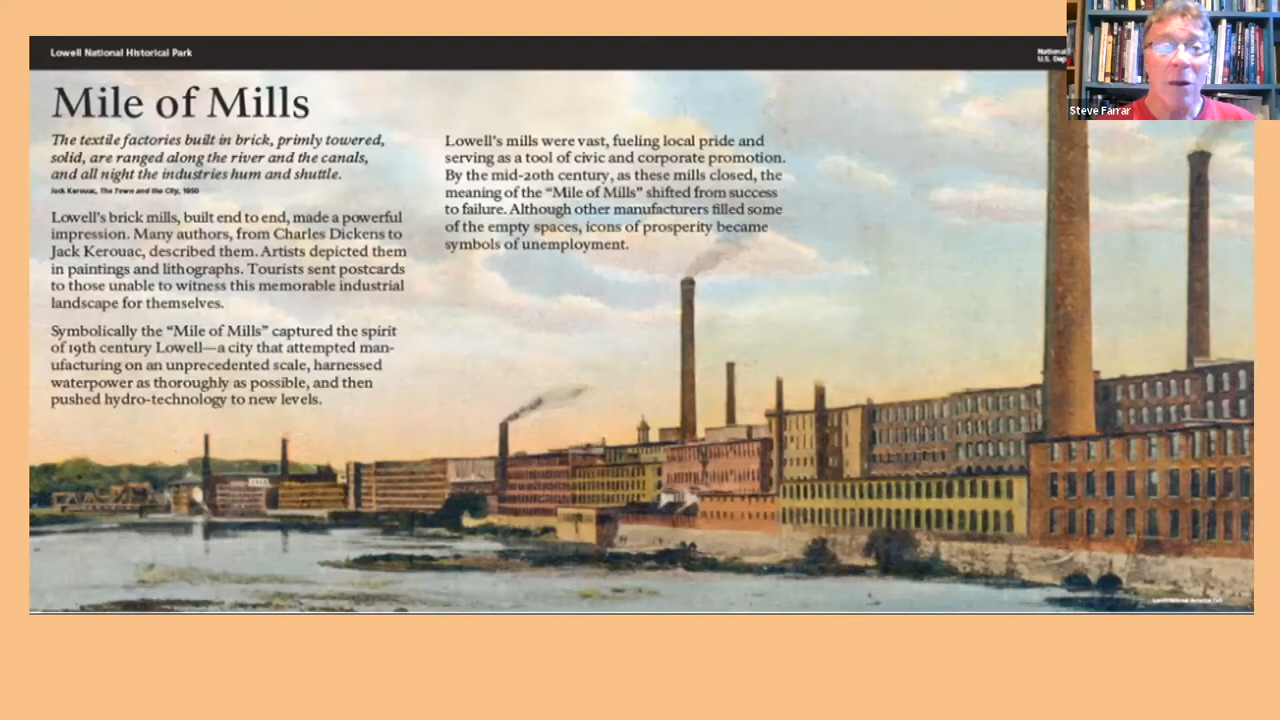 Lowell National Historical Park
National
U.S. Dep
Steve Farrar
Mile of Mills
The textile factories built in brick, primly towered,
solid, are ranged along the river and the canals,
and all night the industries hum and shuttle.
Jack Kerouac, The Town and the City, 1950
Lowell's brick mills, built end to end, made a powerful
impression. Many authors, from Charles Dickens to
Jack Kerouac, described them. Artists depicted them
in paintings and lithographs. Tourists sent postcards
to those unable to witness this memorable industrial
landscape for themselves.
Symbolically the “Mile of Mills” captured the spirit
of 19th century Lowell—a city that attempted man-
ufacturing on an unprecedented scale, harnessed
waterpower as thoroughly as possible, and then
pushed hydro-technology to new levels.
Lowell's mills were vast, fueling local pride and
serving as a tool of civic and corporate promotion.
By the mid-20th century, as these mills closed, the
meaning of the “Mile of Mills” shifted from success
to failure. Although other manufacturers filled some
of the empty spaces, icons of prosperity became
symbols of unemployment.
Lowell National Historical Park